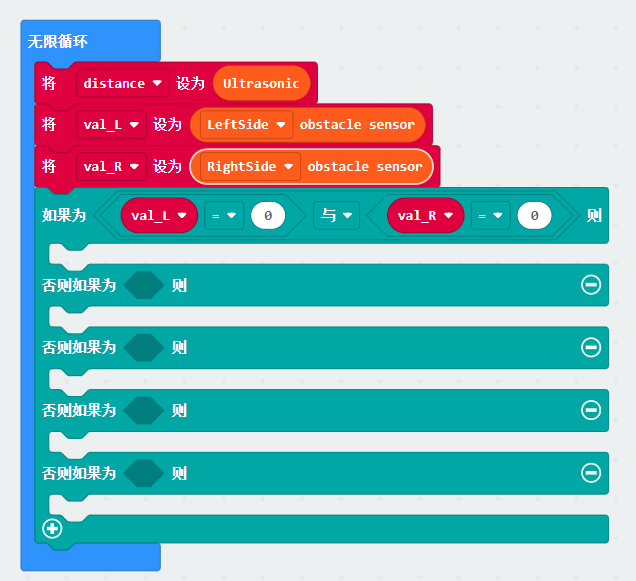 无限循环
将 distance 设为 Ultrasonic
将 val_L 设为 LeftSide obstacle sensor
将 val_R 设为 RightSide obstacle sensor
如果为 val_L = 0 与 val_R = 0 则
否则如果为 则
否则如果为 则
否则如果为 则
否则如果为 则